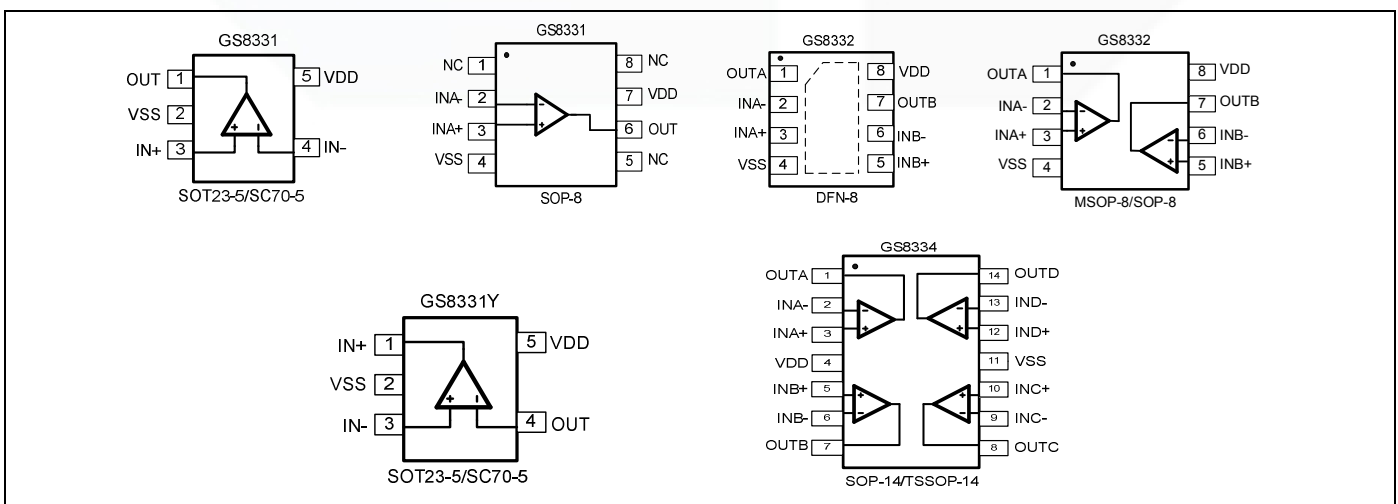 GS8331
OUT 1 5 VDD
VSS 2
IN+ 3 4 IN-
+ -
SOT23-5/SC70-5
GS8331
NC 1 8 NC
INA- 2 - 7 VDD
INA+ 3 + 6 OUT
VSS 4 5 NC
SOP-8
GS8332
OUTA 1 8 VDD
INA- 2 7 OUTB
INA+ 3 6 INB-
VSS 4 5 INB+
DFN-8
GS8332
OUTA 1 8 VDD
INA- 2 - 7 OUTB
INA+ 3 + - 6 INB-
VSS 4 + 5 INB+
MSOP-8/SOP-8
GS8331Y
IN+ 1 5 VDD
VSS 2
+ -
IN- 3 4 OUT
SOT23-5/SC70-5
GS8334
OUTA 1 14 OUTD
INA- 2 - - 13 IND-
INA+ 3 + + 12 IND+
VDD 4 11 VSS
INB+ 5 + + 10 INC+
INB- 6 - - 9 INC-
OUTB 7 8 OUTC
SOP-14/TSSOP-14